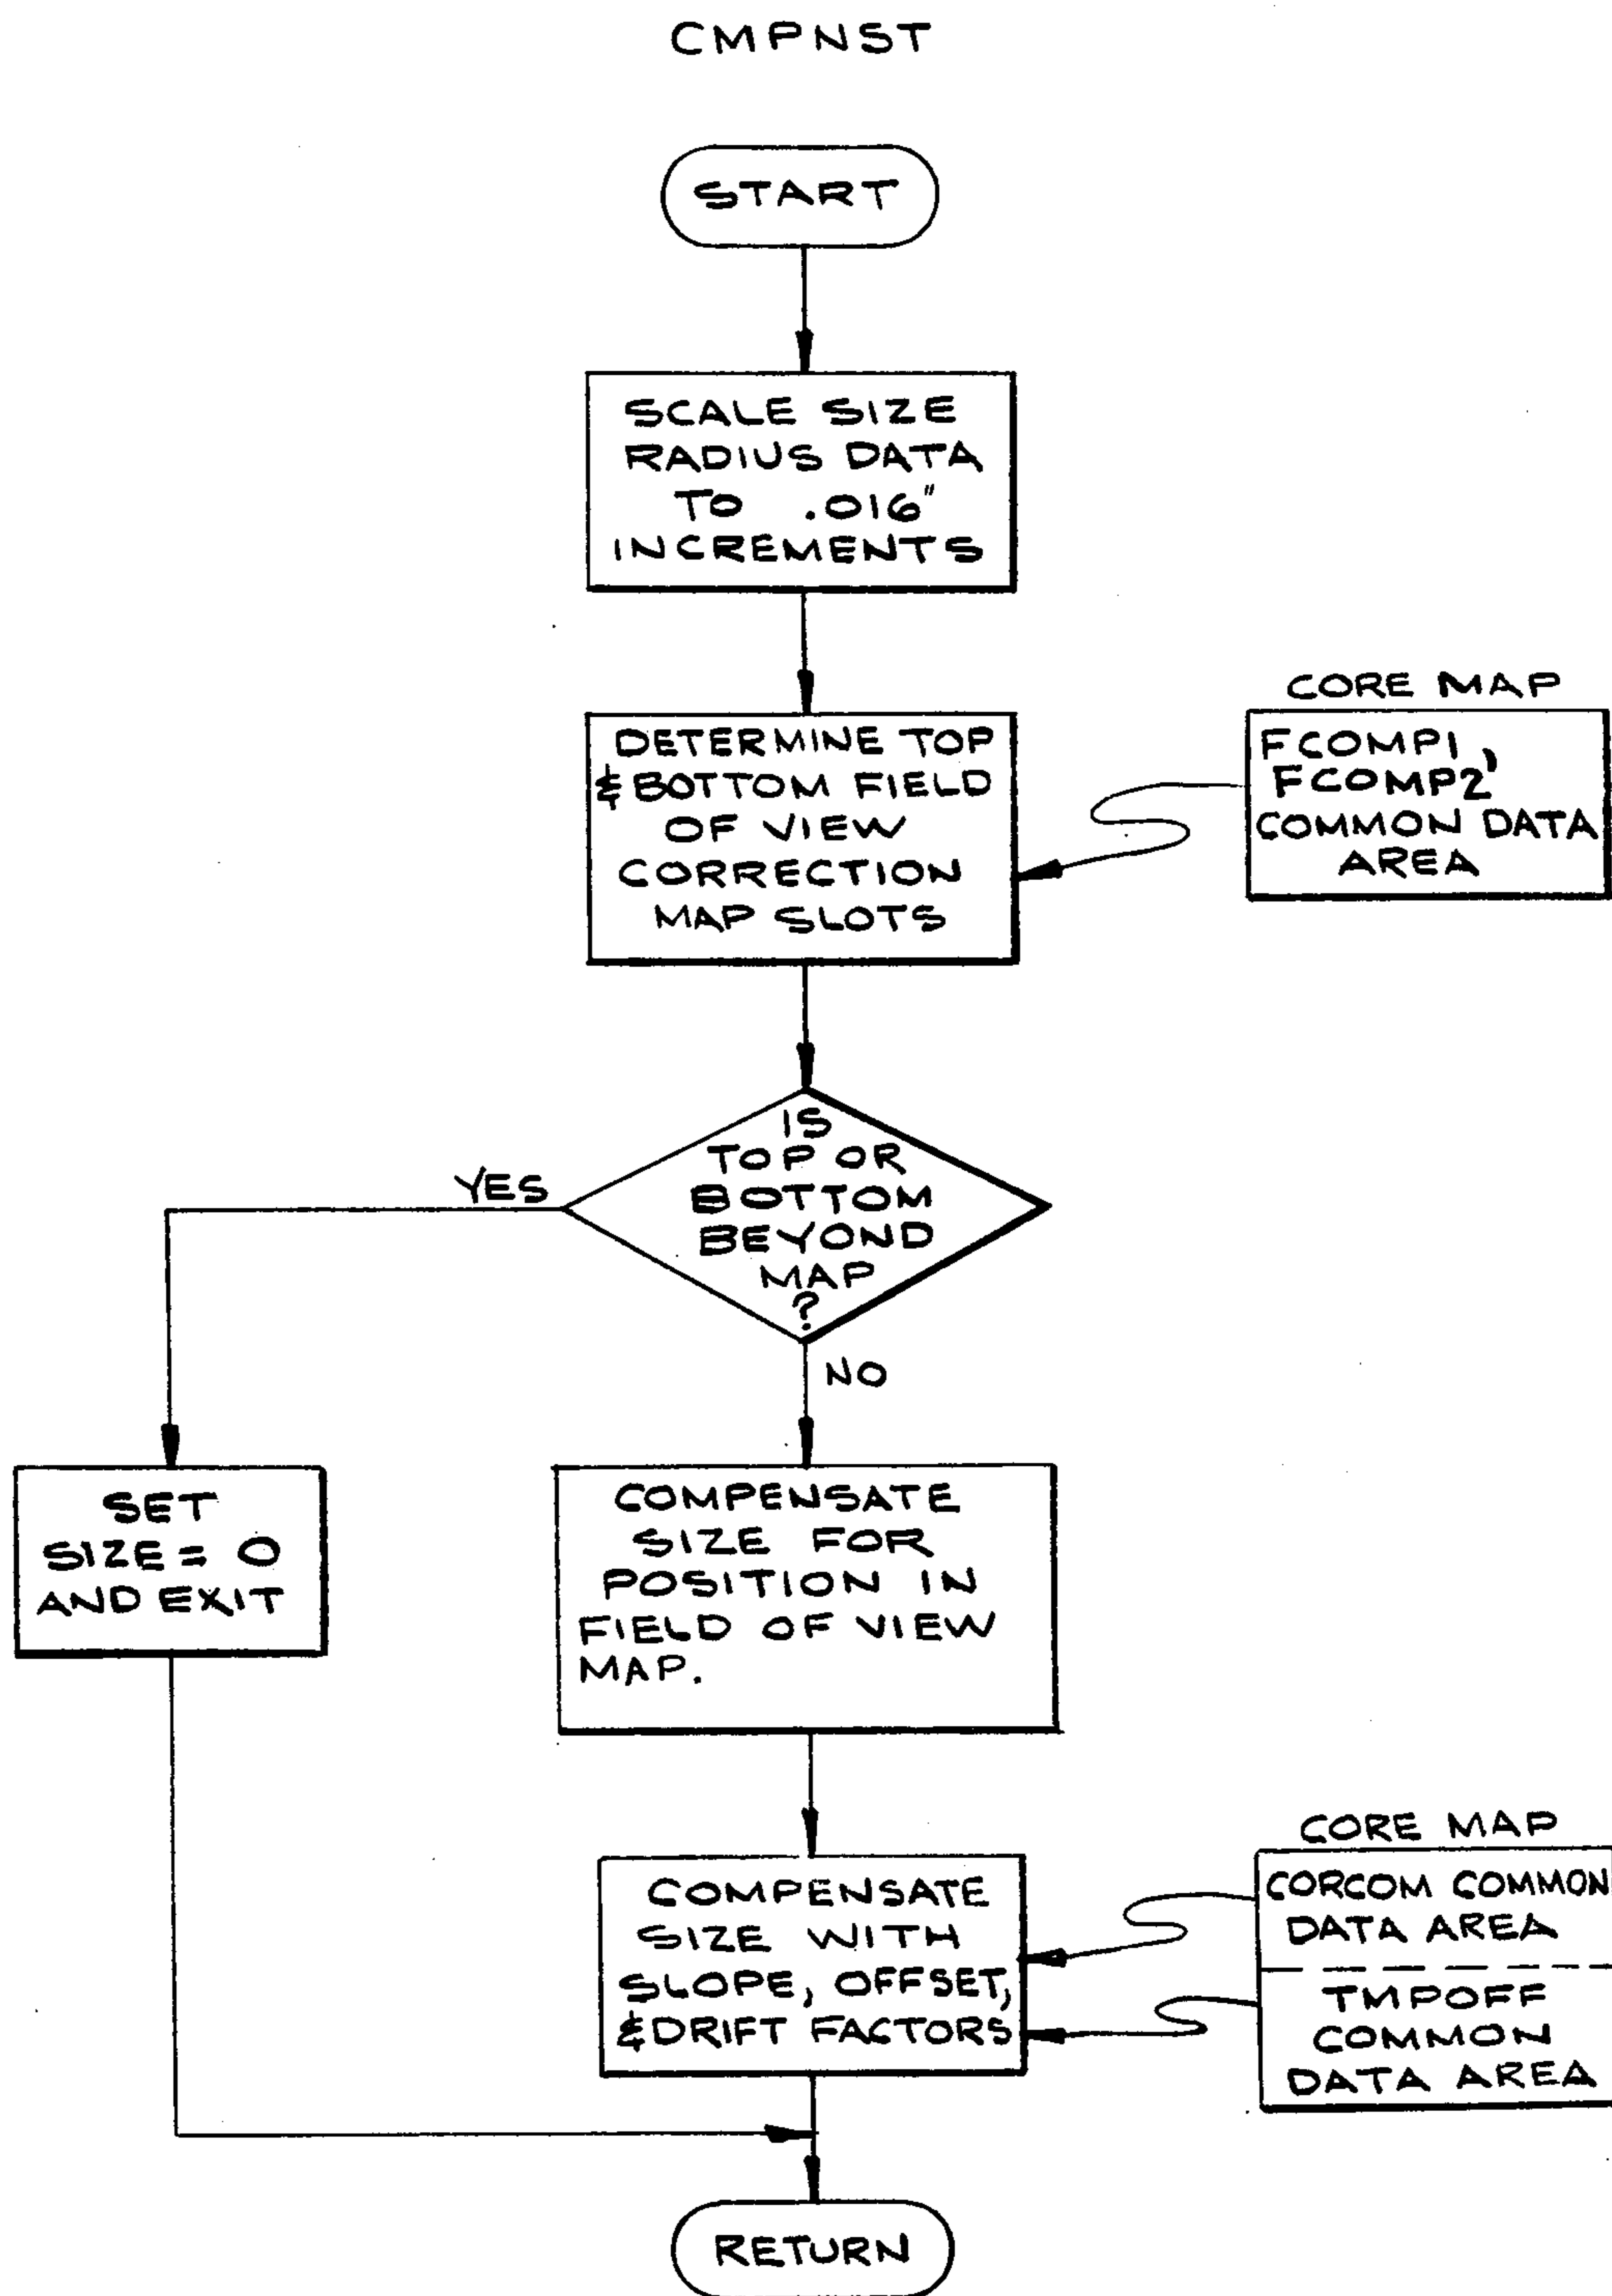 CMPNST
START
SCALE SIZE
RADIUS DATA
TO .016"
INCREMENTS
CORE MAP
FCOMP1,
FCOMP2,
COMMON DATA
AREA
DETERMINE TOP
& BOTTOM FIELD
OF VIEW
CORRECTION
MAP SLOTS
IS
TOP OR
BOTTOM
BEYOND
MAP
?
YES
NO
SET
SIZE = 0
AND EXIT
COMPENSATE
SIZE FOR
POSITION IN
FIELD OF VIEW
MAP.
CORE MAP
CORCOM COMMON
DATA AREA
TMPOFF
COMMON
DATA AREA
COMPENSATE
SIZE WITH
SLOPE, OFFSET,
& DRIFT FACTORS
RETURN